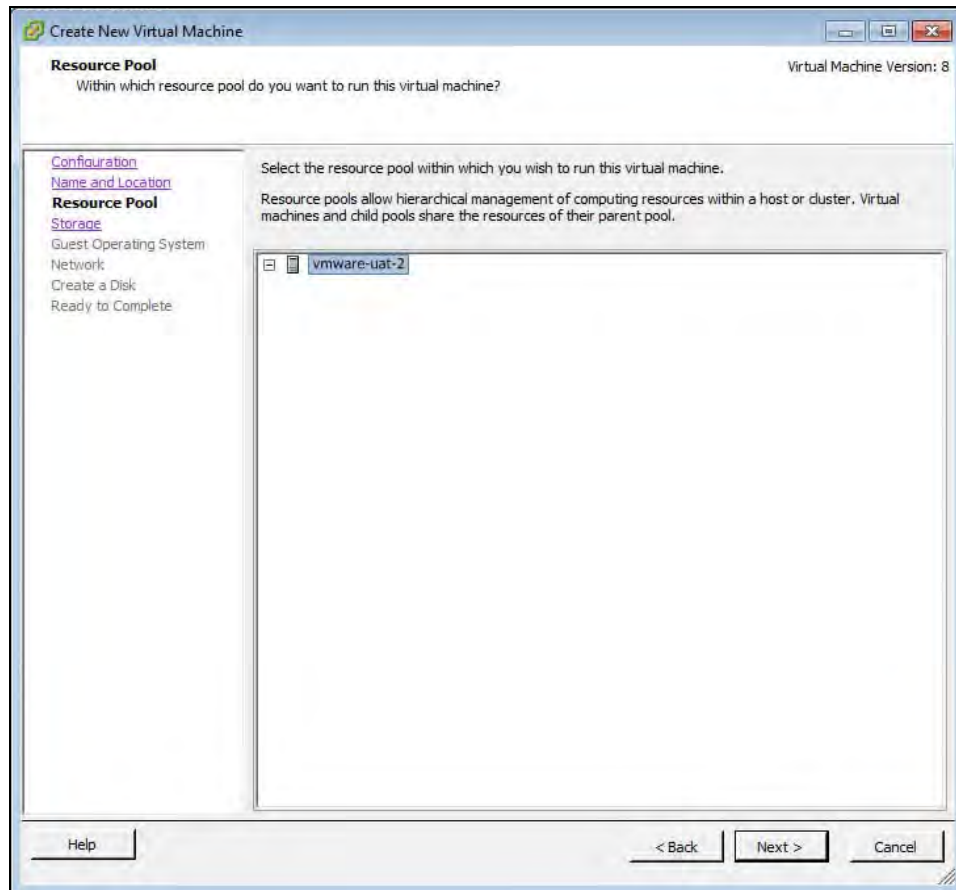 Create New Virtual Machine
Resource Pool
Within which resource pool do you want to run this virtual machine?
Virtual Machine Version: 8
Configuration
Name and Location
Resource Pool
Storage
Guest Operating System
Network
Create a Disk
Ready to Complete
Select the resource pool within which you wish to run this virtual machine.
Resource pools allow hierarchical management of computing resources within a host or cluster. Virtual
machines and child pools share the resources of their parent pool.
vmware-uat-2
Help
< Back
Next >
Cancel